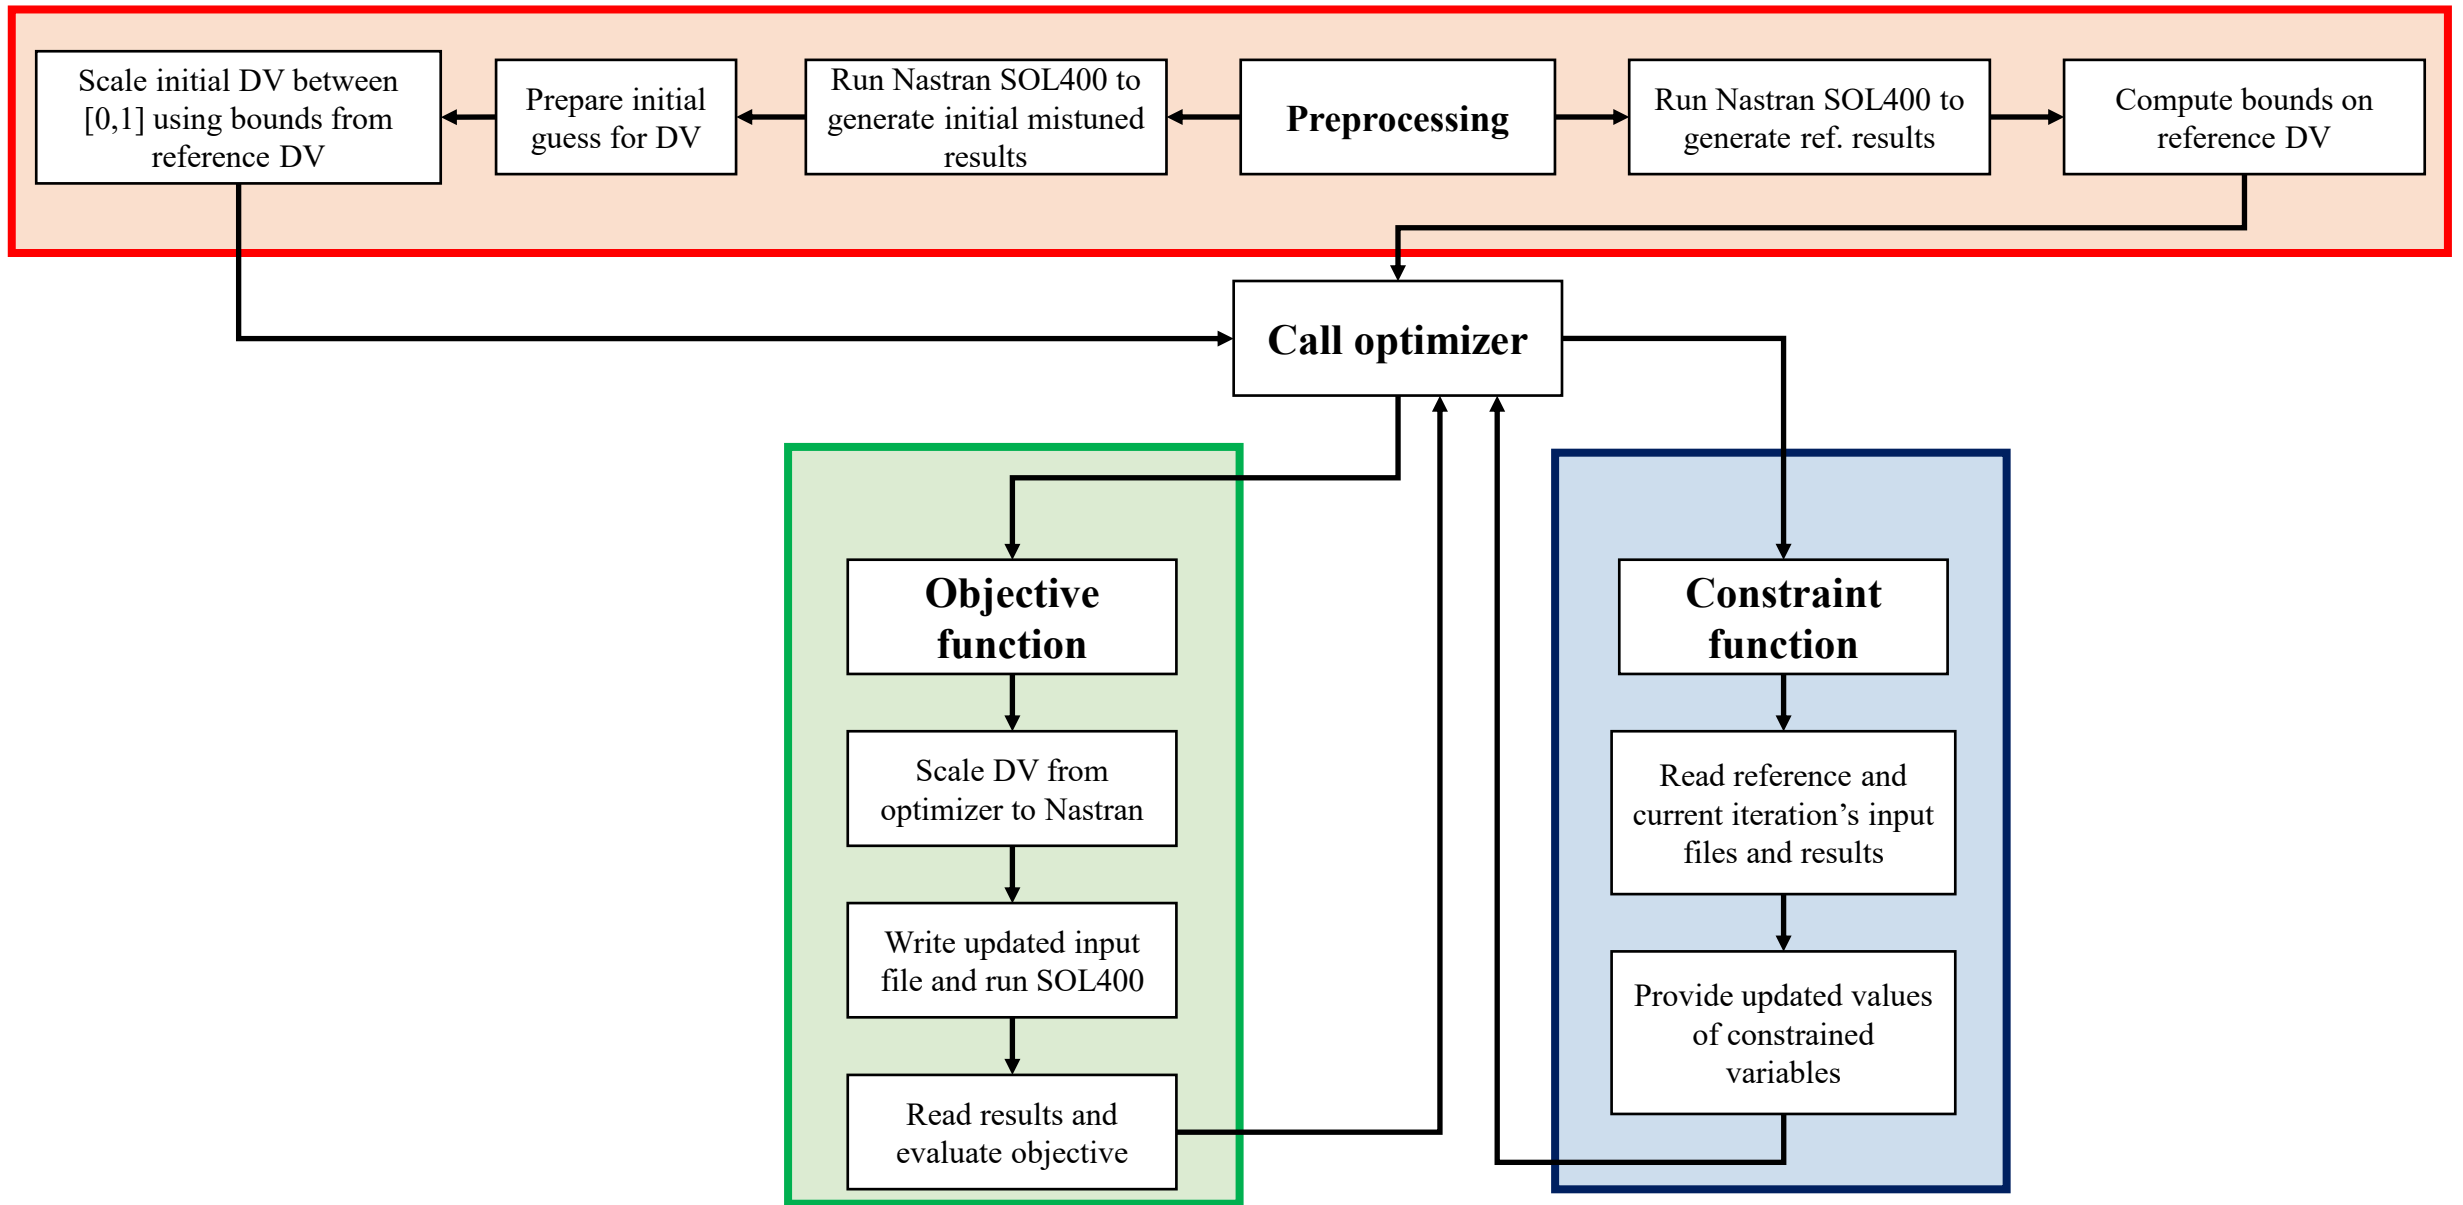 Scale initial DV between
[0,1] using bounds from
reference DV
Prepare initial
guess for DV
Run Nastran SOL400 to
generate initial mistuned
results
Preprocessing
Run Nastran SOL400 to
generate ref. results
Compute bounds on
reference DV
Call optimizer
Objective
function
Scale DV from
optimizer to Nastran
Write updated input
file and run SOL400
Read results and
evaluate objective
Constraint
function
Read reference and
current iteration’s input
files and results
Provide updated values
of constrained
variables